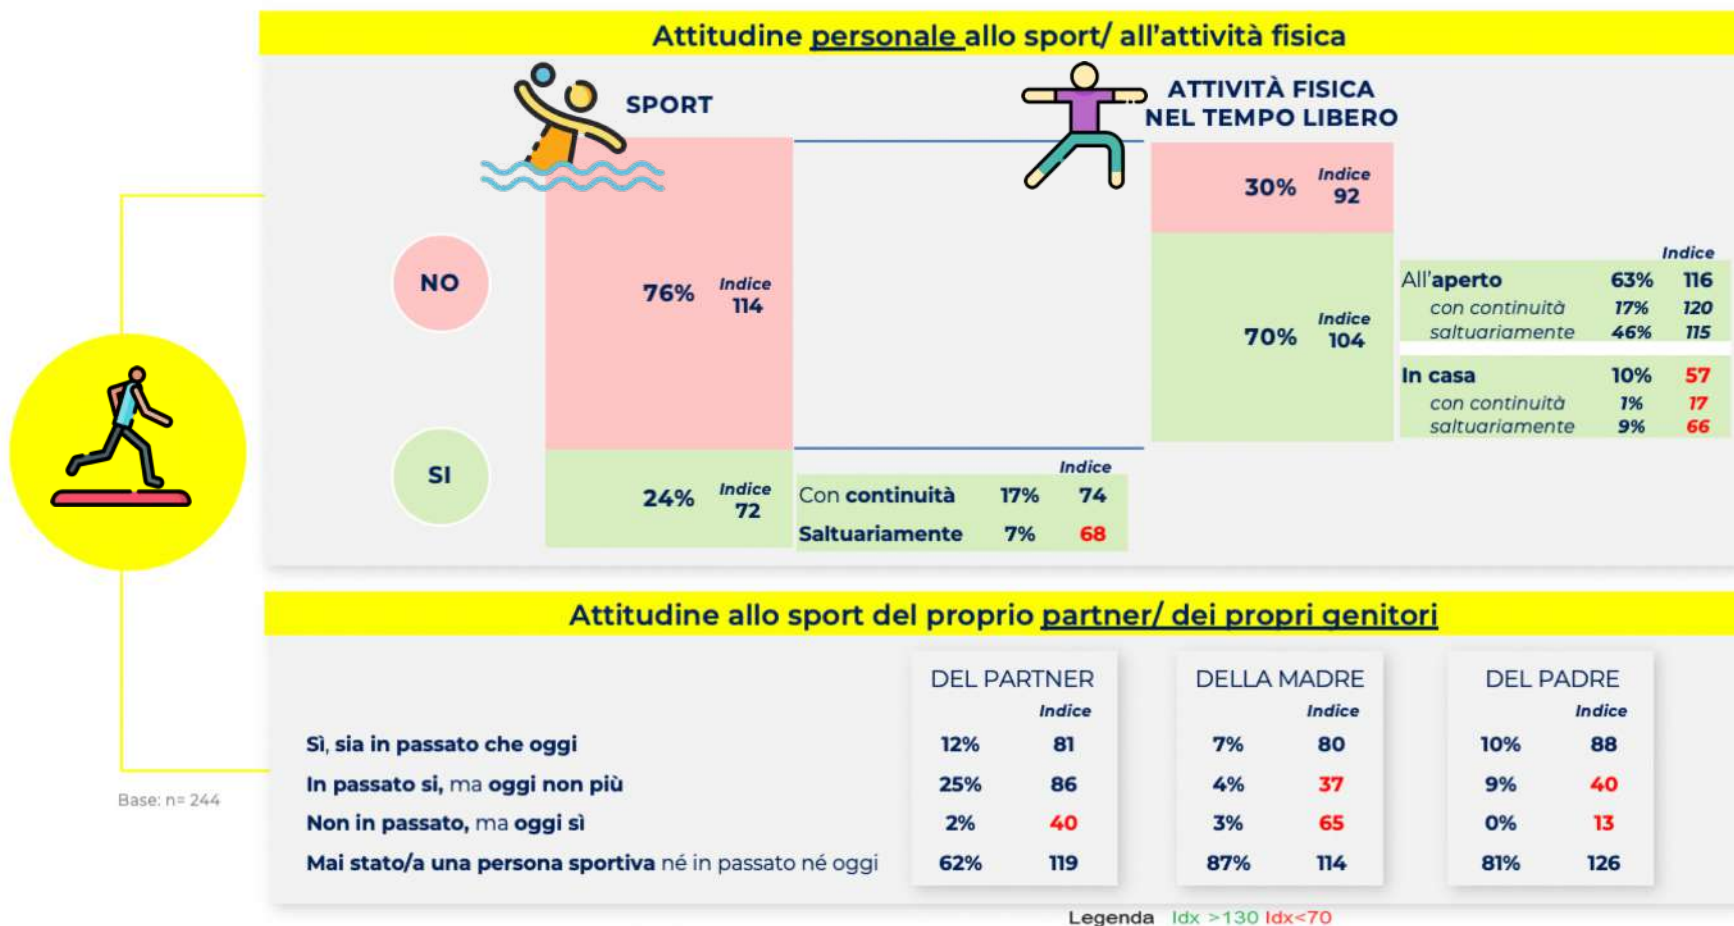 Attitudine personale allo sport/ all'attività fisica
SPORT
ATTIVITÀ FISICA
NEL TEMPO LIBERO
NO
76% Indice 114
30% Indice 92
70% Indice 104
Indice
All'aperto 63% 116
con continuità 17% 120
saltuariamente 46% 115
In casa 10% 57
con continuità 1% 17
saltuariamente 9% 66
SI
24% Indice 72
Indice
Con continuità 17% 74
Saltuariamente 7% 68
Attitudine allo sport del proprio partner/ dei propri genitori
DEL PARTNER DELLA MADRE DEL PADRE
Indice Indice Indice
Sì, sia in passato che oggi 12% 81 7% 80 10% 88
In passato si, ma oggi non più 25% 86 4% 37 9% 40
Non in passato, ma oggi sì 2% 40 3% 65 0% 13
Mai stato/a una persona sportiva né in passato né oggi 62% 119 87% 114 81% 126
Base: n= 244
Legenda Idx >130 Idx<70